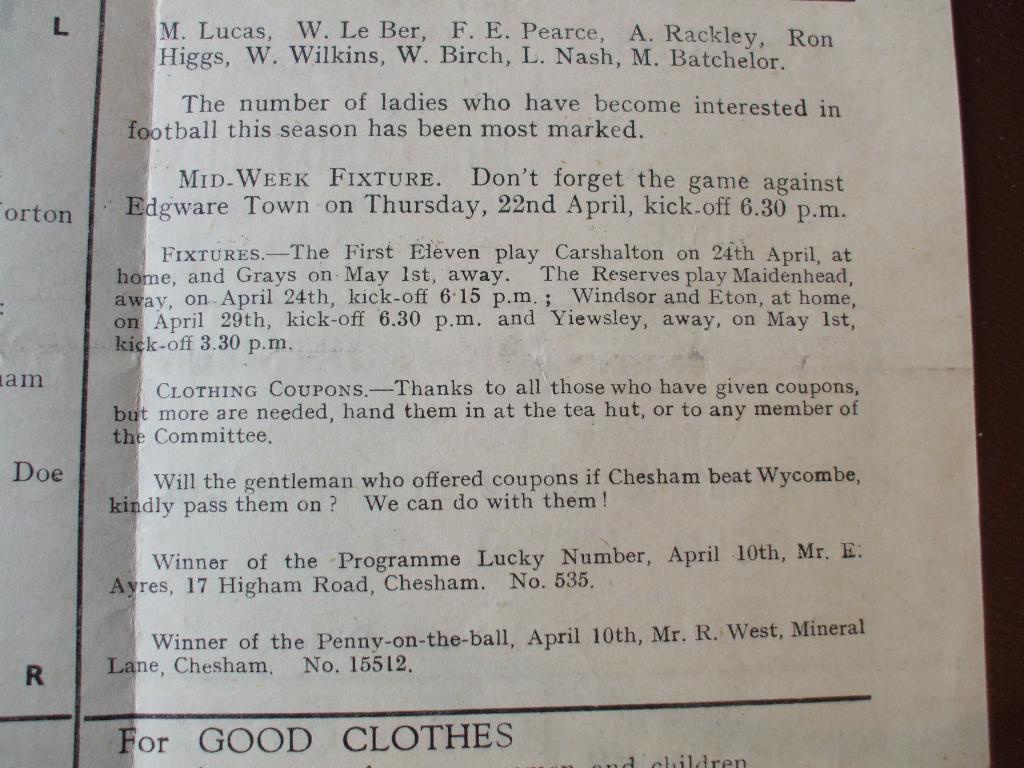 L
orton
am
Doe
R
M. Lucas, W. Le Ber, F. E. Pearce, A. Rackley, Ron
Higgs, W. Wilkins, W. Birch, L. Nash, M. Batchelor.
The number of ladies who have become interested in
football this season has been most marked.
MID-WEEK FIXTURE. Don't forget the game against
Edgware Town on Thursday, 22nd April, kick-off 6.30 p.m.
FIXTURES.—The First Eleven play Carshalton on 24th April, at
home, and Grays on May 1st, away. The Reserves play Maidenhead,
away, on April 24th, kick-off 6·15 p.m. ; Windsor and Eton, at home,
on April 29th, kick-off 6.30 p.m. and Yiewsley, away, on May 1st,
kick-off 3.30 p.m.
CLOTHING COUPONS.—Thanks to all those who have given coupons,
but more are needed, hand them in at the tea hut, or to any member of
the Committee.
Will the gentleman who offered coupons if Chesham beat Wycombe,
kindly pass them on ? We can do with them !
Winner of the Programme Lucky Number, April 10th, Mr. E.
Ayres, 17 Higham Road, Chesham. No. 535.
Winner of the Penny-on-the-ball, April 10th, Mr. R. West, Mineral
Lane, Chesham. No. 15512.
For GOOD CLOTHES
and children